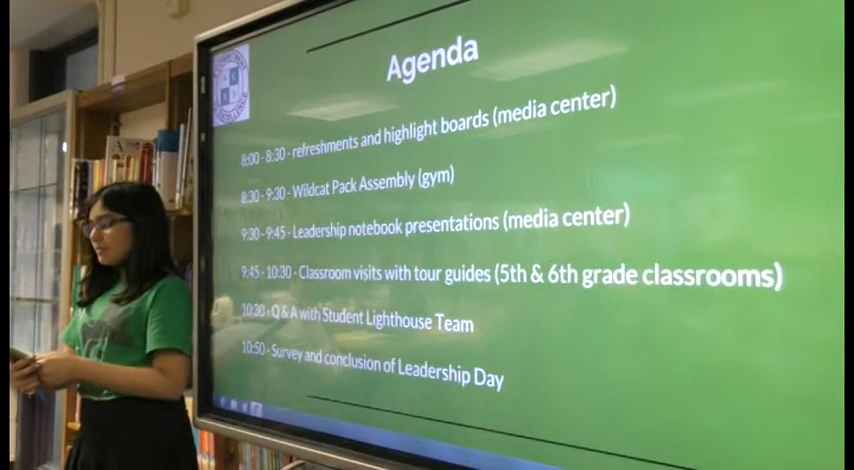 Agenda
8:00 - 8:30 - refreshments and highlight boards (media center)
8:30 - 9:30 - Wildcat Pack Assembly (gym)
9:30 - 9:45 - Leadership notebook presentations (media center)
9:45 - 10:30 - Classroom visits with tour guides (5th & 6th grade classrooms)
10:30 - Q & A with Student Lighthouse Team
10:50 - Survey and conclusion of Leadership Day